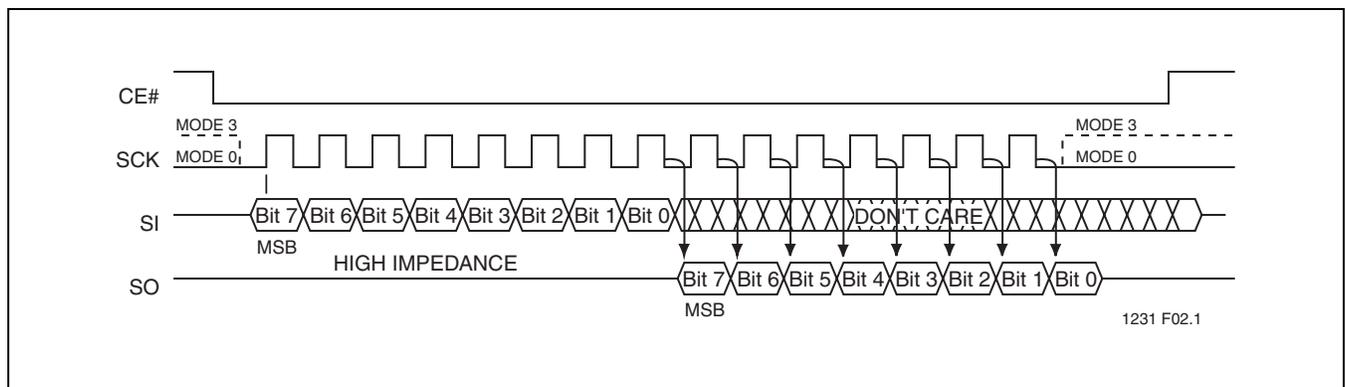 CE#
MODE 3 MODE 3
SCK MODE 0 MODE 0
SI Bit 7 Bit 6 Bit 5 Bit 4 Bit 3 Bit 2 Bit 1 Bit 0 DON'T CARE
MSB
HIGH IMPEDANCE
SO Bit 7 Bit 6 Bit 5 Bit 4 Bit 3 Bit 2 Bit 1 Bit 0
MSB
1231 F02.1